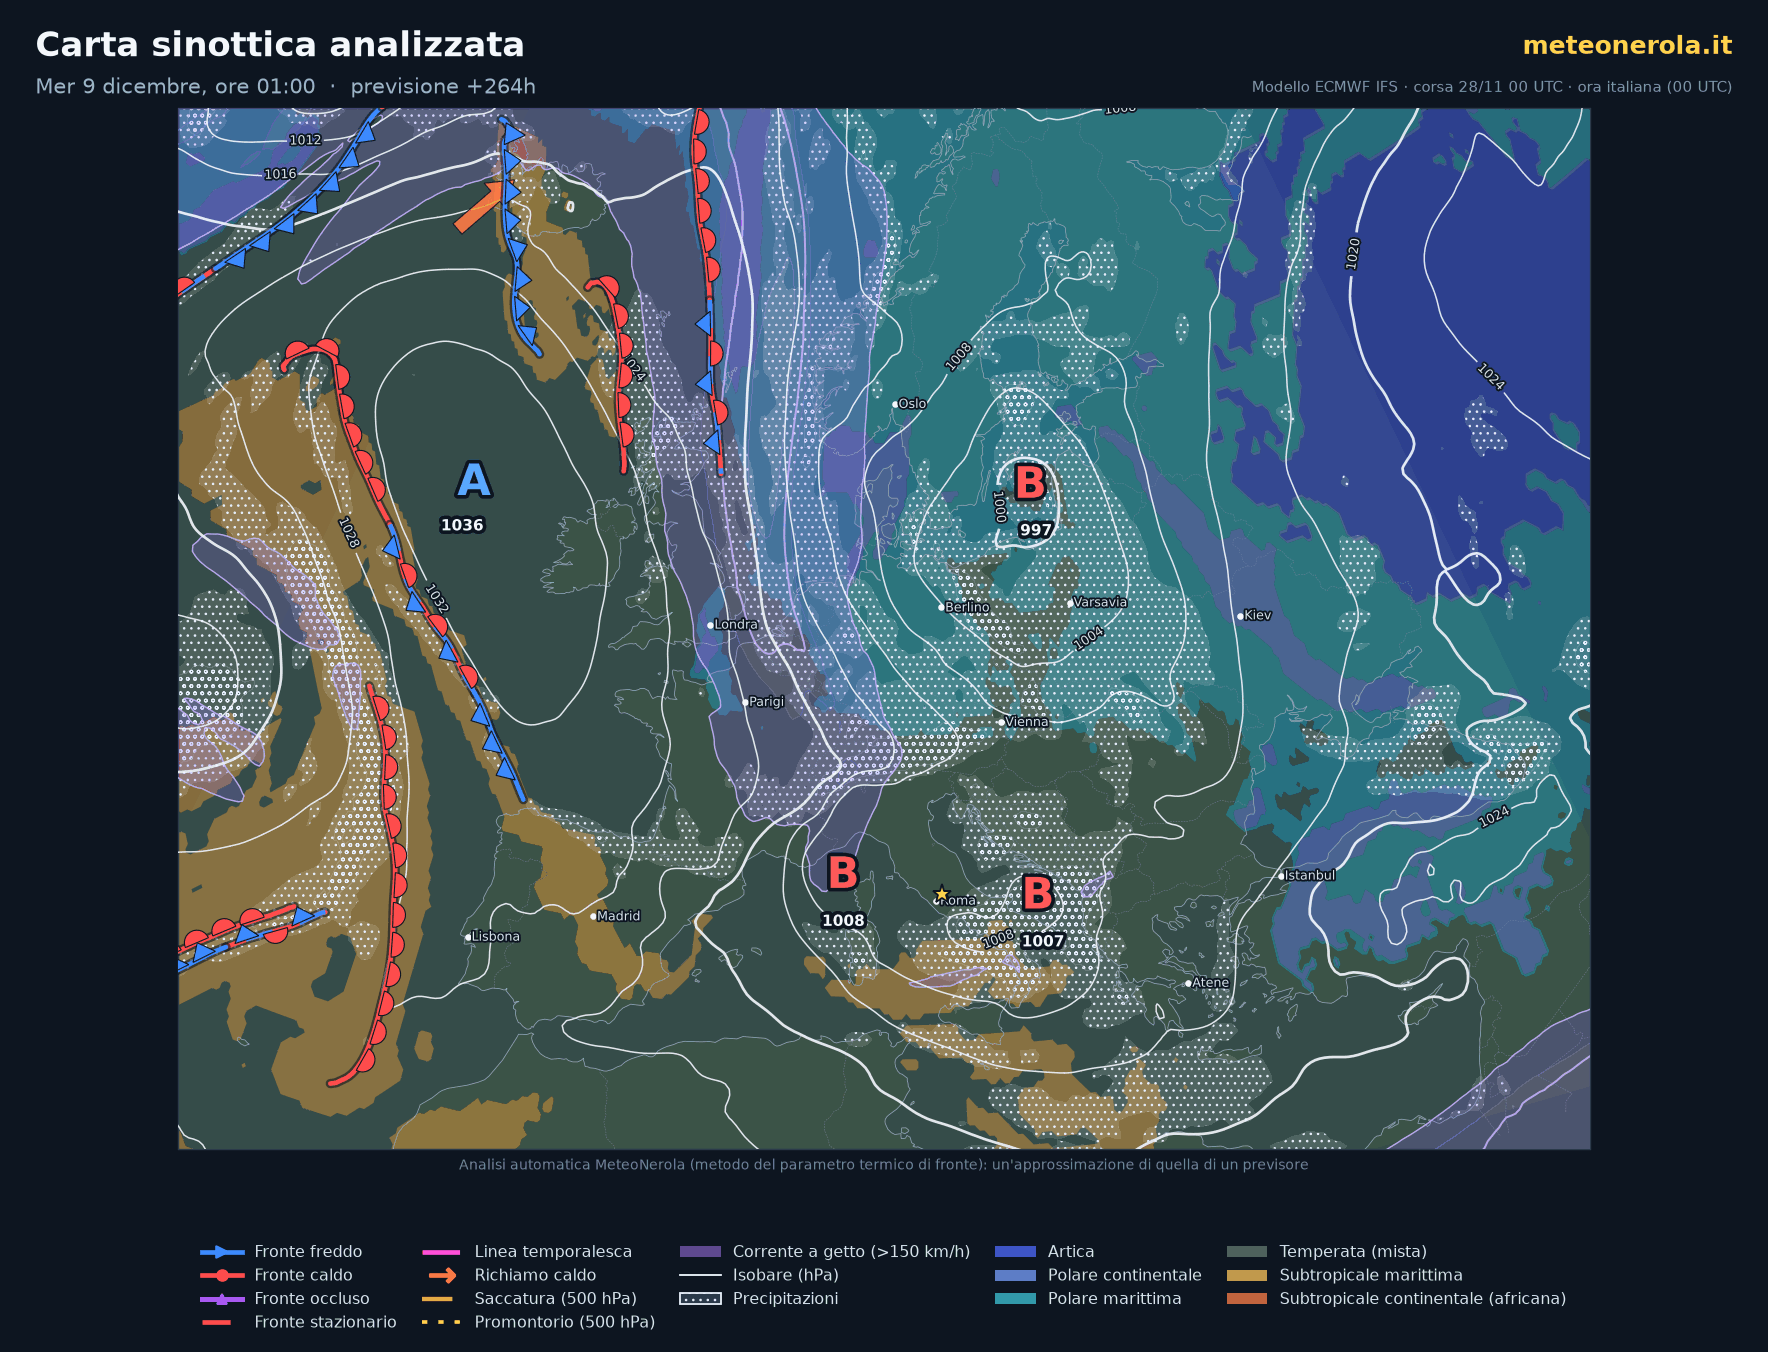 Carta sinottica analizzata
meteonerola.it
Mer 9 dicembre, ore 01:00 · previsione +264h
Modello ECMWF IFS · corsa 28/11 00 UTC · ora italiana (00 UTC)
1012
1016
1020
1024
1008
1024
Oslo
A
1036
B
1000
997
1028
1032
Berlino
Varsavia
Kiev
Londra
1004
Parigi
Vienna
1024
B
1008
Roma
B
1008
1007
Istanbul
Madrid
Lisbona
Atene
Analisi automatica MeteoNerola (metodo del parametro termico di fronte): un'approssimazione di quella di un previsore
Fronte freddo
Fronte caldo
Fronte occluso
Fronte stazionario
Linea temporalesca
Richiamo caldo
Saccatura (500 hPa)
Promontorio (500 hPa)
Corrente a getto (>150 km/h)
Isobare (hPa)
Precipitazioni
Artica
Polare continentale
Polare marittima
Temperata (mista)
Subtropicale marittima
Subtropicale continentale (africana)